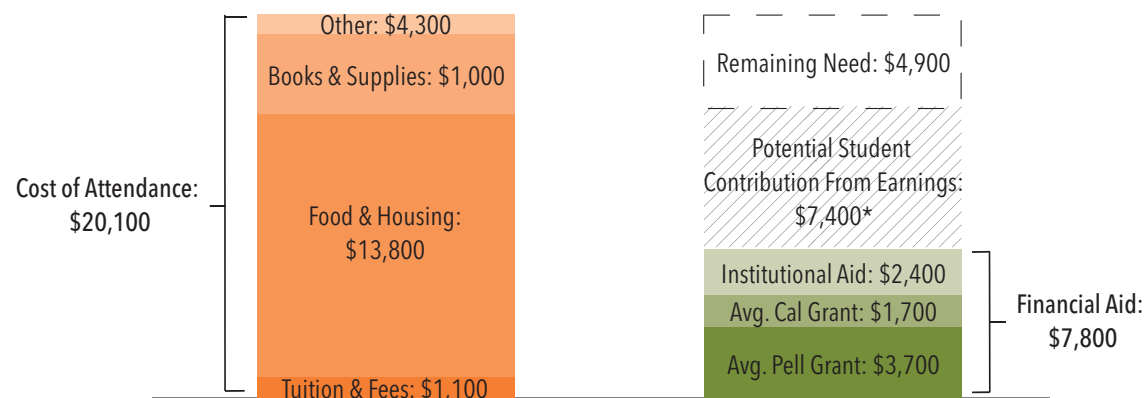 Other: $4,300
Books & Supplies: $1,000
Cost of Attendance:
$20,100
Food & Housing:
$13,800
Tuition & Fees: $1,100
Remaining Need: $4,900
Potential Student
Contribution From Earnings:
$7,400*
Institutional Aid: $2,400
Avg. Cal Grant: $1,700
Avg. Pell Grant: $3,700
Financial Aid:
$7,800